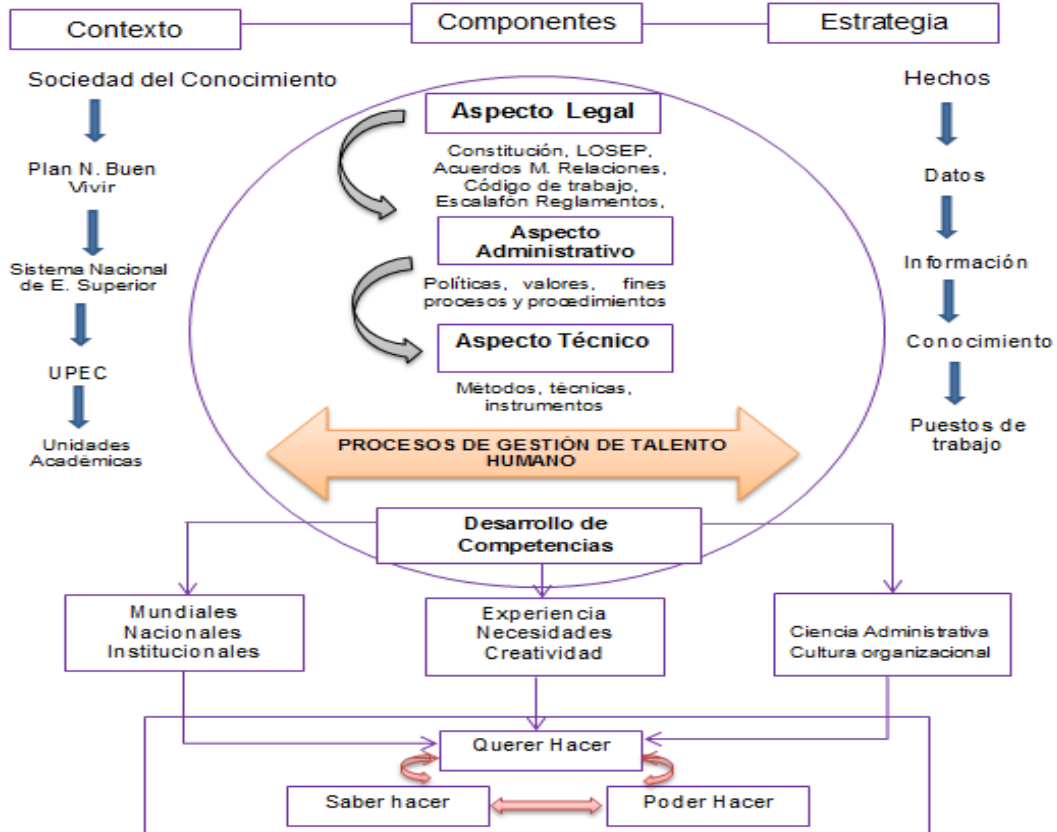 Contexto
Componentes
Estrategia
Sociedad del Conocimiento
Plan N. Buen
Vivir
Sistema Nacional
de E. Superior
UPEC
Unidades
Académicas
Aspecto Legal
Constitución, LOSEP,
Acuerdos M. Relaciones,
Código de trabajo,
Escalafón Reglamentos,
Aspecto
Administrativo
Políticas, valores, fines
procesos y procedimientos
Aspecto Técnico
Métodos, técnicas,
instrumentos
PROCESOS DE GESTIÓN DE TALENTO
HUMANO
Hechos
Datos
Información
Conocimiento
Puestos de
trabajo
Desarrollo de
Competencias
Mundiales
Nacionales
Institucionales
Experiencia
Necesidades
Creatividad
Ciencia Administrativa
Cultura organizacional
Querer Hacer
Saber hacer
Poder Hacer